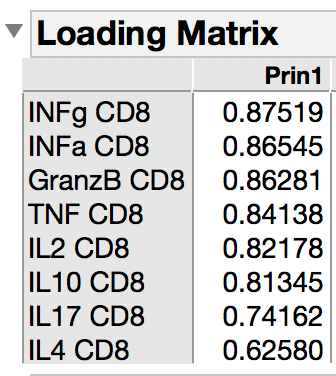 Loading Matrix
Prin1
INFg CD8 0.87519
INFa CD8 0.86545
GranzB CD8 0.86281
TNF CD8 0.84138
IL2 CD8 0.82178
IL10 CD8 0.81345
IL17 CD8 0.74162
IL4 CD8 0.62580